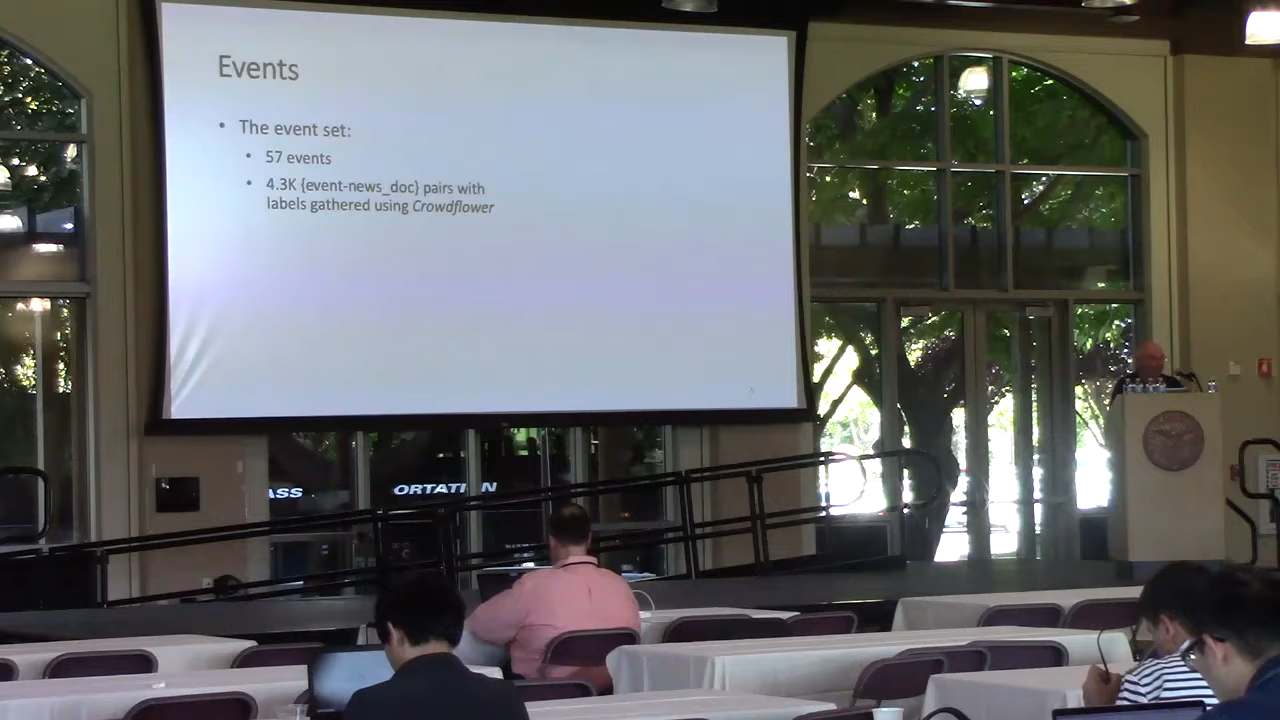 Events
• The event set:
• 57 events
• 4.3K {event-news_doc} pairs with
labels gathered using Crowdflower
ASS
ORTATION